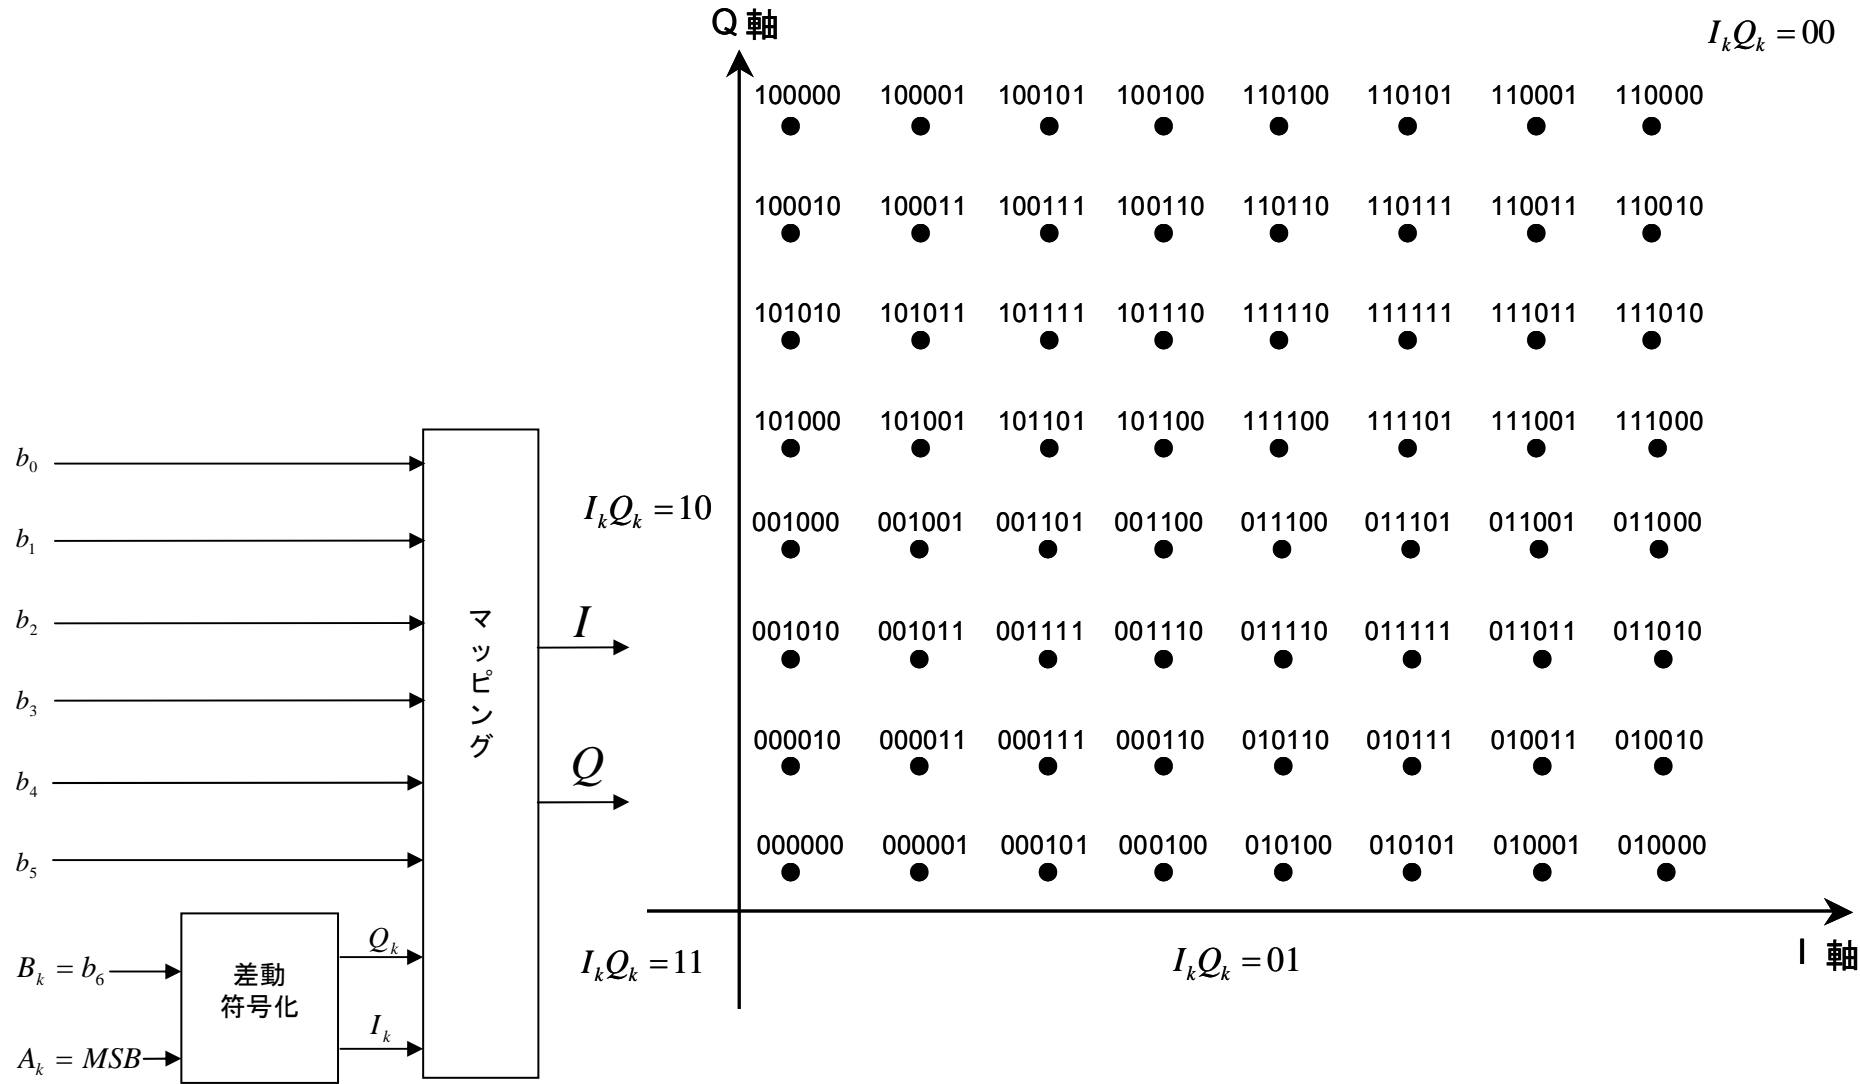 Q 軸
I_kQ_k = 00
100000 100001 100101 100100 110100 110101 110001 110000
100010 100011 100111 100110 110110 110111 110011 110010
101010 101011 101111 101110 111110 111111 111011 111010
101000 101001 101101 101100 111100 111101 111001 111000
I_kQ_k = 10
001000 001001 001101 001100 011100 011101 011001 011000
001010 001011 001111 001110 011110 011111 011011 011010
000010 000011 000111 000110 010110 010111 010011 010010
000000 000001 000101 000100 010100 010101 010001 010000
I_kQ_k = 11
I_kQ_k = 01
I 軸
b_0
b_1
b_2
b_3
b_4
b_5
B_k = b_6
A_k = MSB
差動
符号化
Q_k
I_k
マッピング
I
Q